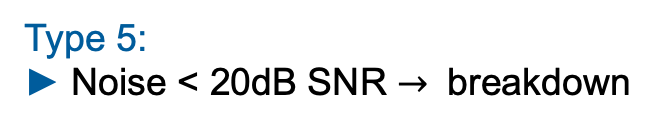 Type 5:
► Noise < 20dB SNR → breakdown